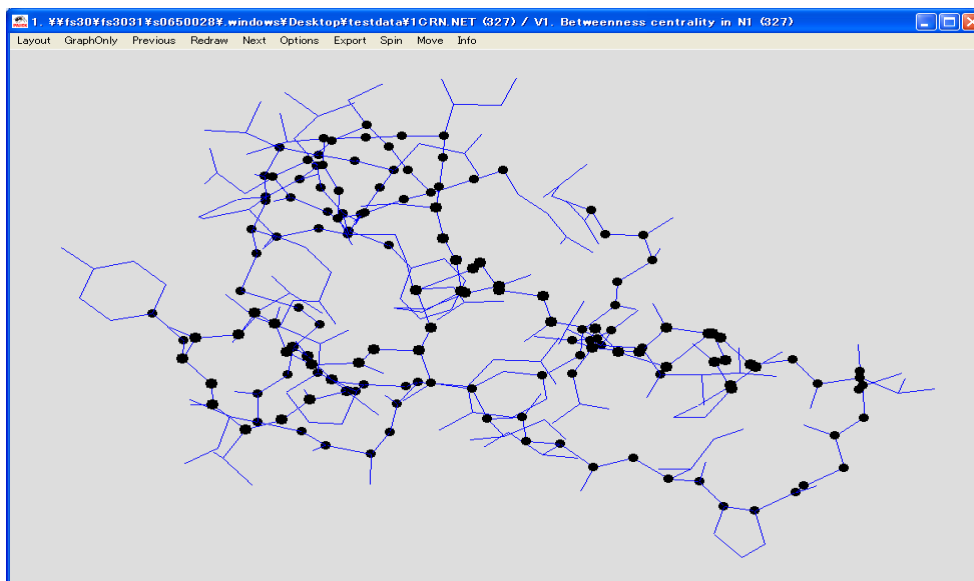 1. ¥¥fs30¥fs3031¥s0650028¥.windows¥Desktop¥testdata¥1CRN.NET (327) / V1. Betweenness centrality in N1 (327)
Layout GraphOnly Previous Redraw Next Options Export Spin Move Info